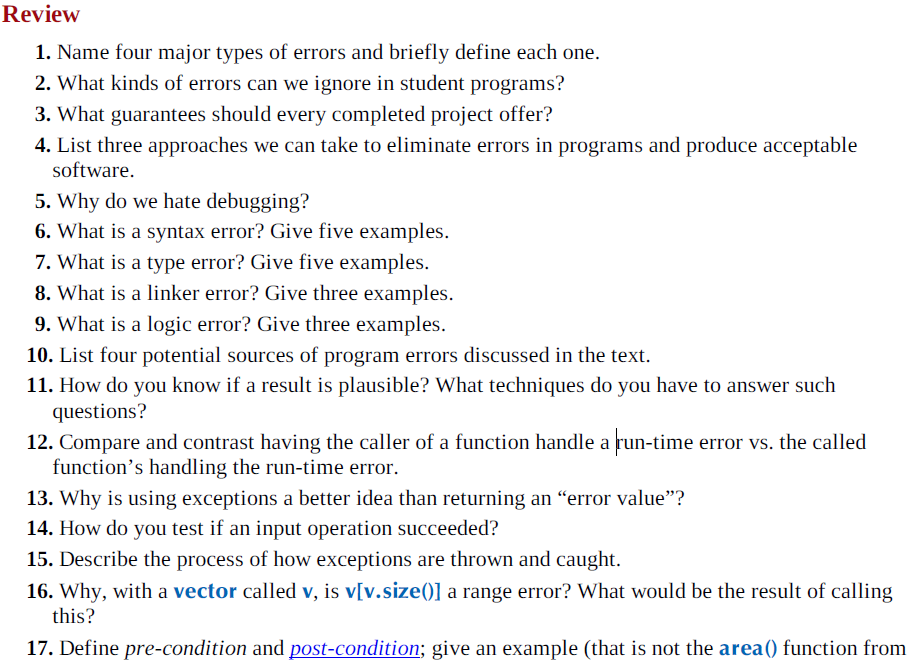 Review
1. Name four major types of errors and briefly define each one.
2. What kinds of errors can we ignore in student programs?
3. What guarantees should every completed project offer?
4. List three approaches we can take to eliminate errors in programs and produce acceptable
software.
5. Why do we hate debugging?
6. What is a syntax error? Give five examples.
7. What is a type error? Give five examples.
8. What is a linker error? Give three examples.
9. What is a logic error? Give three examples.
10. List four potential sources of program errors discussed in the text.
11. How do you know if a result is plausible? What techniques do you have to answer such
questions?
12. Compare and contrast having the caller of a function handle a run-time error vs. the called
function’s handling the run-time error.
13. Why is using exceptions a better idea than returning an “error value”?
14. How do you test if an input operation succeeded?
15. Describe the process of how exceptions are thrown and caught.
16. Why, with a vector called v, is v[v.size()] a range error? What would be the result of calling
this?
17. Define pre-condition and post-condition; give an example (that is not the area() function from